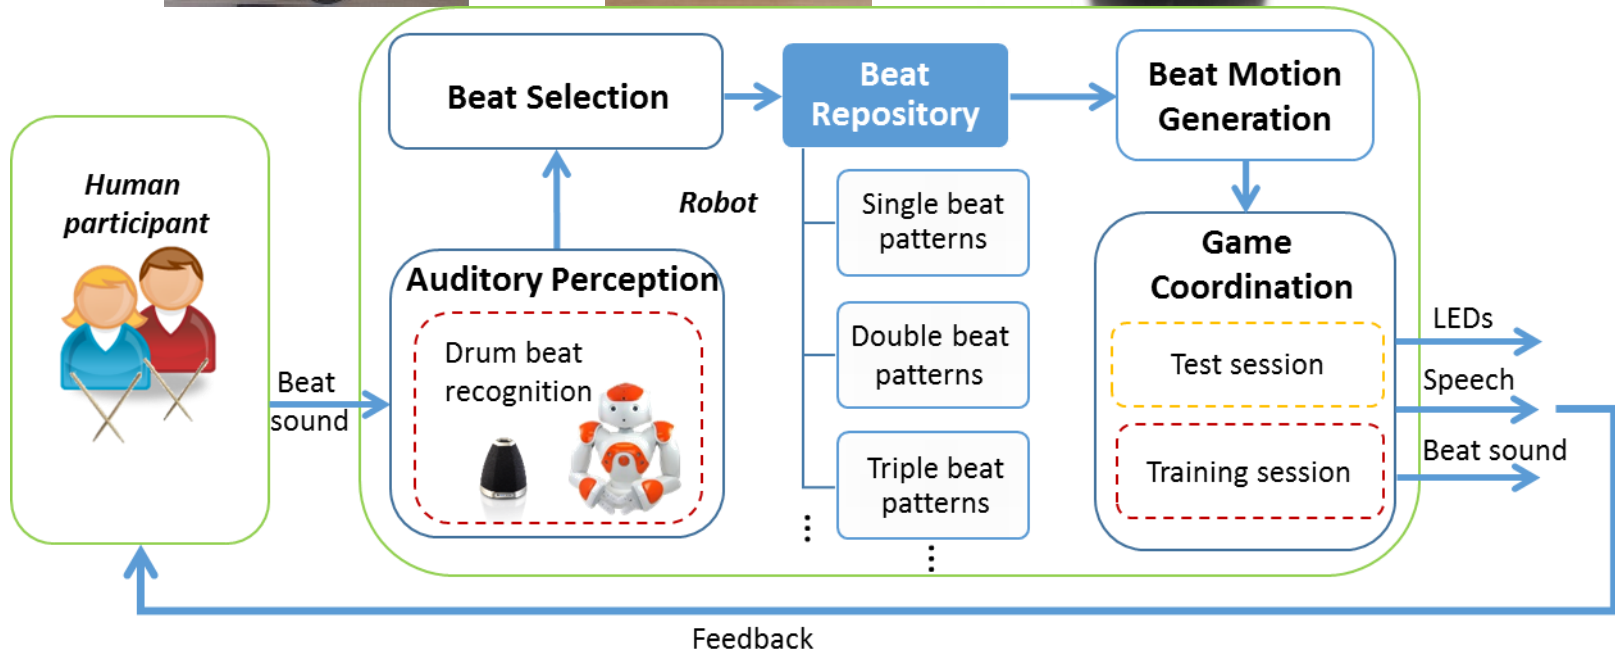 Human
participant
Beat
sound
Beat Selection
Auditory Perception
Drum beat
recognition
Robot
Beat
Repository
Single beat
patterns
Double beat
patterns
Triple beat
patterns
Beat Motion
Generation
Game
Coordination
Test session
Training session
LEDs
Speech
Beat sound
Feedback